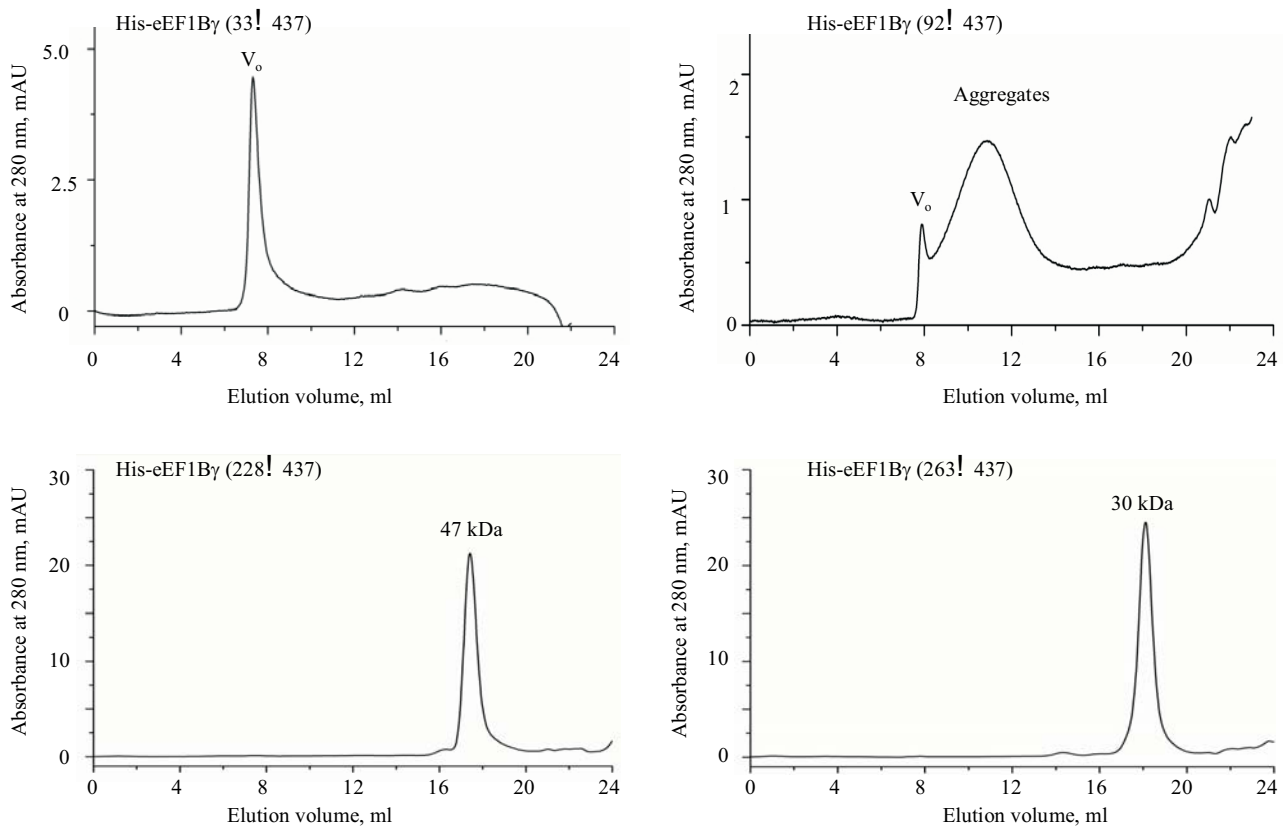 His-eEF1Bγ (33! 437)
Vo
5.0
2.5
0
Absorbance at 280 nm, mAU
0 4 8 12 16 20 24
Elution volume, ml
His-eEF1Bγ (92! 437)
Aggregates
Vo
2
1
0
Absorbance at 280 nm, mAU
0 4 8 12 16 20 24
Elution volume, ml
His-eEF1Bγ (228! 437)
47 kDa
30
20
10
0
Absorbance at 280 nm, mAU
0 4 8 12 16 20 24
Elution volume, ml
His-eEF1Bγ (263! 437)
30 kDa
30
20
10
0
Absorbance at 280 nm, mAU
0 4 8 12 16 20 24
Elution volume, ml